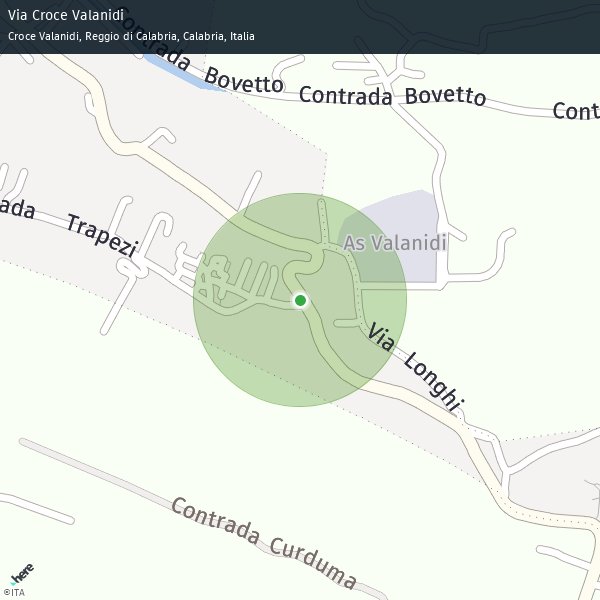 Via Croce Valanidi
Croce Valanidi, Reggio di Calabria, Calabria, Italia
Contrada Bovetto
Contrada Bovetto
Cont
rada Trapezi
As Valanidi
Via Longhi
Contrada Curduma
here
©ITA